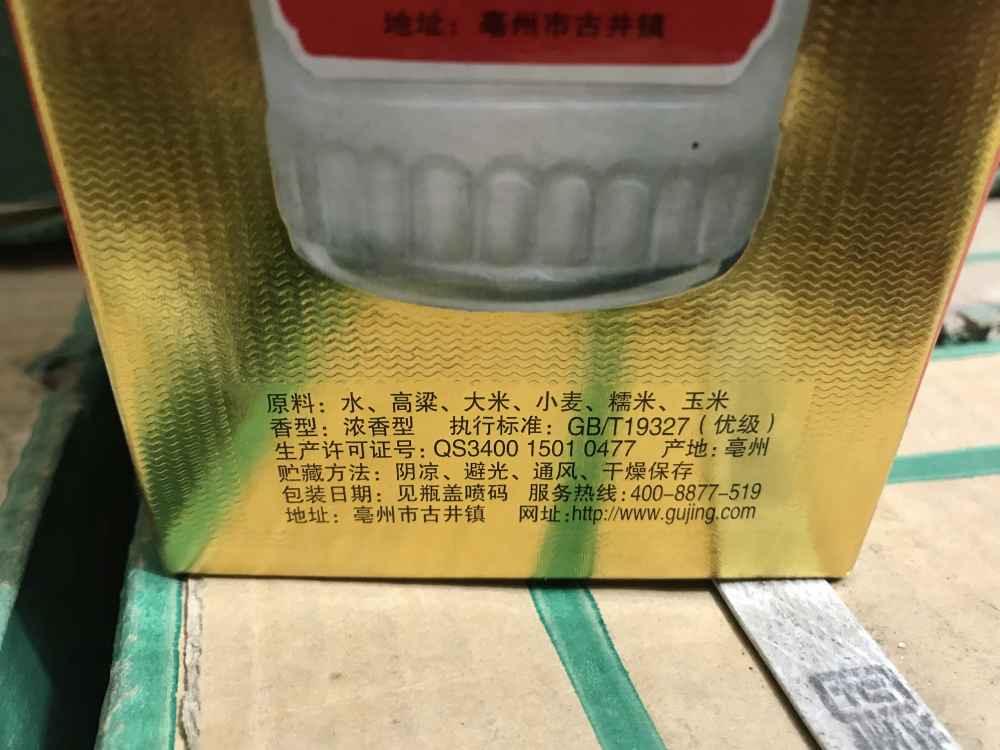 地址：亳州市古井镇
原料：水、高粱、大米、小麦、糯米、玉米
香型：浓香型 执行标准：GB/T19327（优级）
生产许可证号：QS3400 1501 0477 产地：亳州
贮藏方法：阴凉、避光、通风、干燥保存
包装日期：见瓶盖喷码 服务热线：400-8877-519
地址：亳州市古井镇 网址：http://www.gujing.com